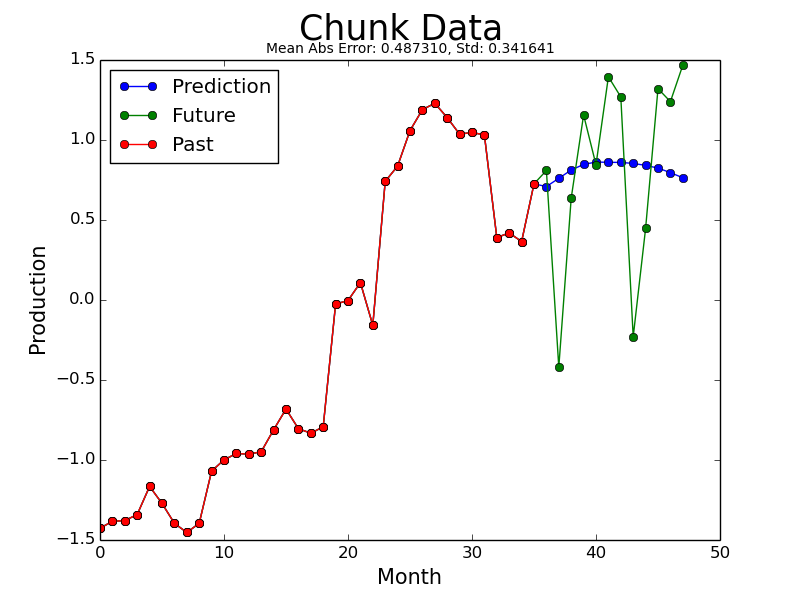 Chunk Data
Mean Abs Error: 0.487310, Std: 0.341641
Prediction
Future
Past
1.5
1.0
0.5
0.0
−0.5
−1.0
−1.5
Production
0 10 20 30 40 50
Month